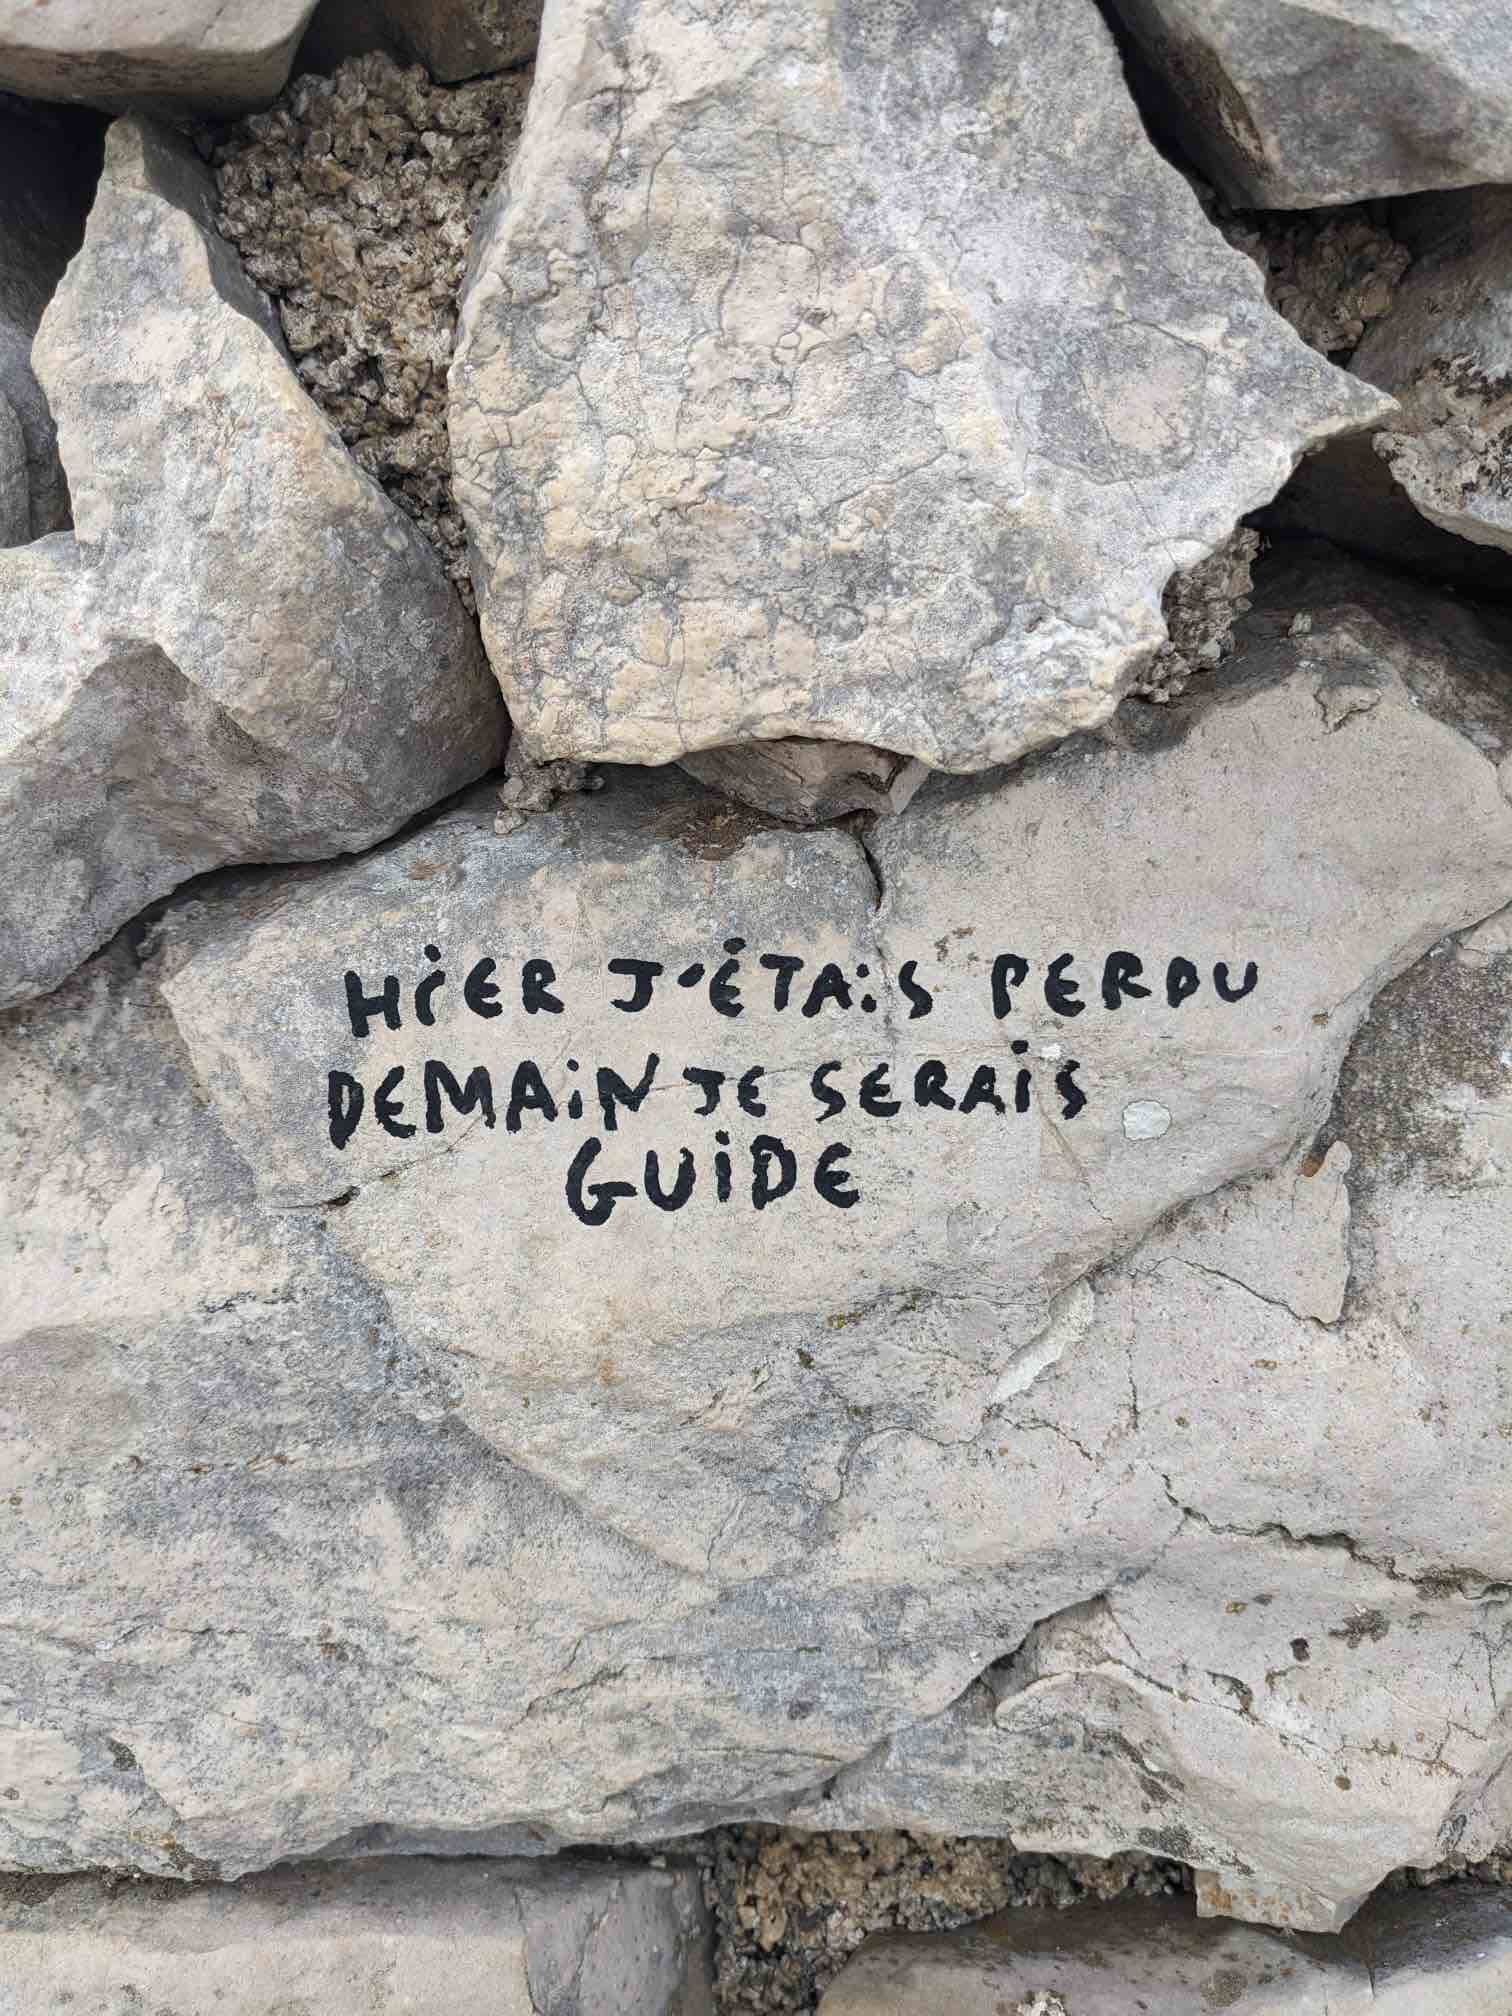 HiER J'ÉTAiS PERDU
DEMAiN JE SERAiS
GUiDE